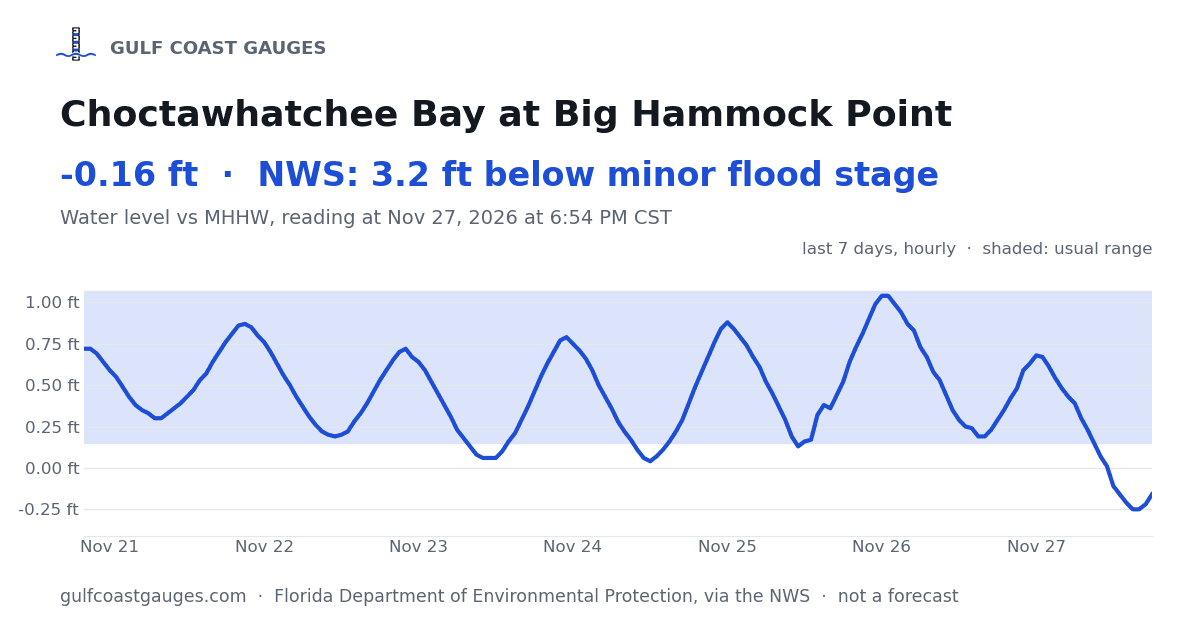 GULF COAST GAUGES
Choctawhatchee Bay at Big Hammock Point
-0.16 ft · NWS: 3.2 ft below minor flood stage
Water level vs MHHW, reading at Nov 27, 2026 at 6:54 PM CST
last 7 days, hourly · shaded: usual range
1.00 ft
0.75 ft
0.50 ft
0.25 ft
0.00 ft
-0.25 ft
Nov 21 Nov 22 Nov 23 Nov 24 Nov 25 Nov 26 Nov 27
gulfcoastgauges.com · Florida Department of Environmental Protection, via the NWS · not a forecast